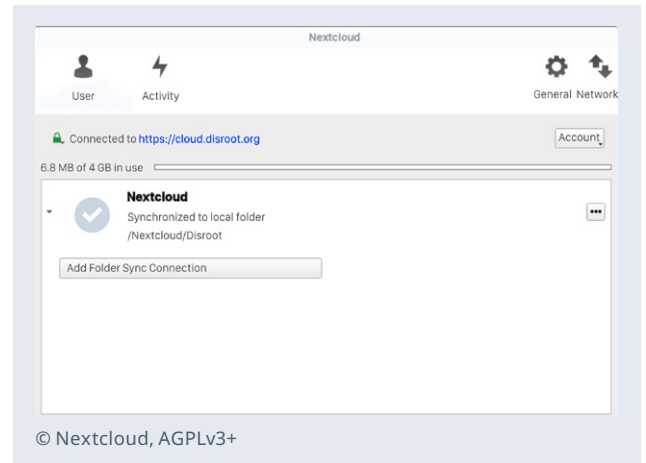 Nextcloud
User
Activity
General Network
Connected to https://cloud.disroot.org
Account
6.8 MB of 4 GB in use
Nextcloud
Synchronized to local folder
/Nextcloud/Disroot
Add Folder Sync Connection
© Nextcloud, AGPLv3+